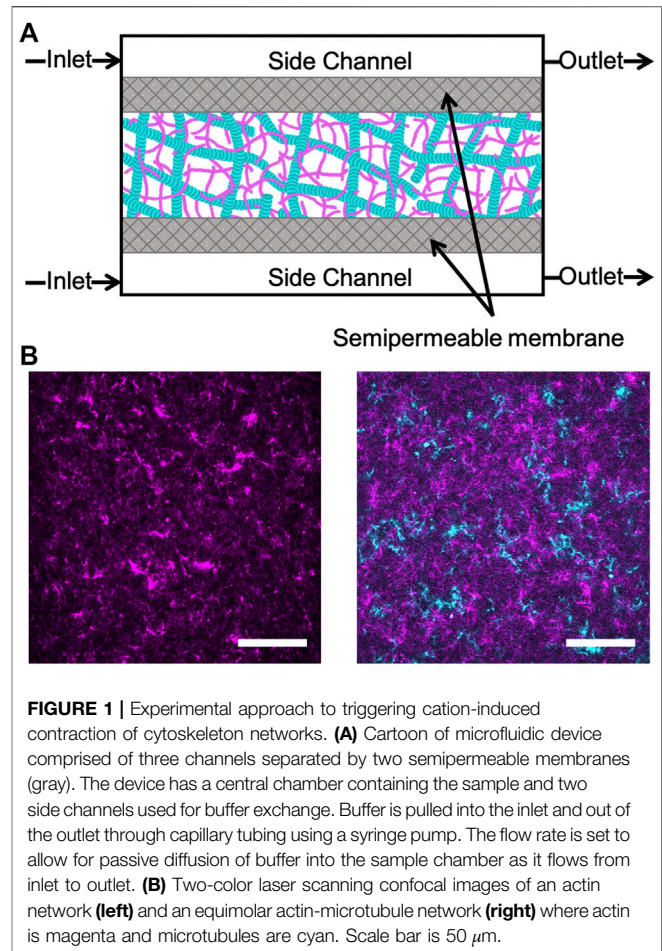 A
Inlet Side Channel Outlet
Inlet Side Channel Outlet
Semipermeable membrane
B
FIGURE 1 | Experimental approach to triggering cation-induced
contraction of cytoskeleton networks. (A) Cartoon of microfluidic device
comprised of three channels separated by two semipermeable membranes
(gray). The device has a central chamber containing the sample and two
side channels used for buffer exchange. Buffer is pulled into the inlet and out of
the outlet through capillary tubing using a syringe pump. The flow rate is set to
allow for passive diffusion of buffer into the sample chamber as it flows from
inlet to outlet. (B) Two-color laser scanning confocal images of an actin
network (left) and an equimolar actin-microtubule network (right) where actin
is magenta and microtubules are cyan. Scale bar is 50 μm.